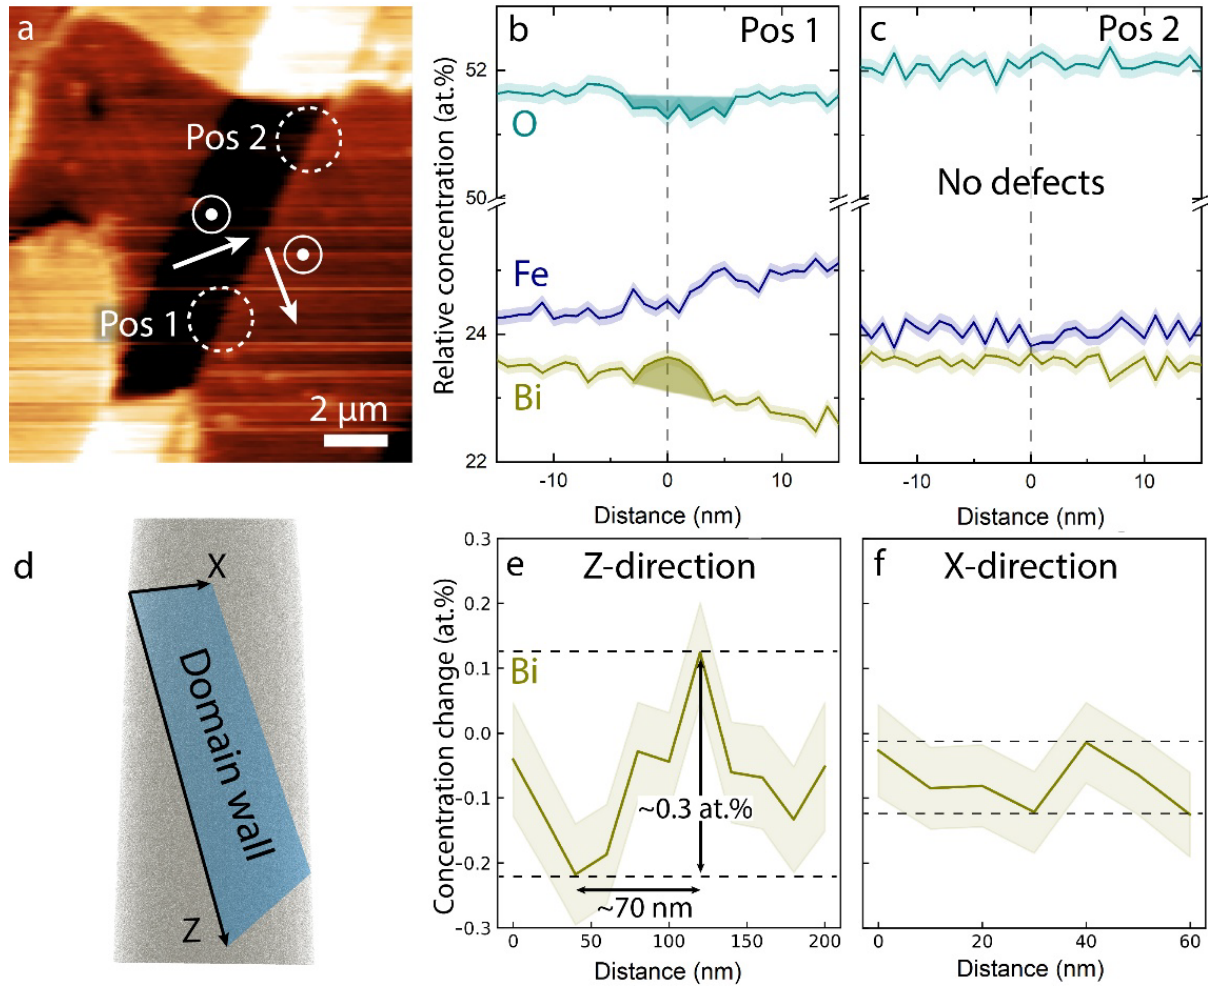 a
Pos 2
Pos 1
2 μm
b
Pos 1
Relative concentration (at.%)
52
50
24
22
O
Fe
Bi
-10
0
10
Distance (nm)
c
Pos 2
No defects
-10
0
10
Distance (nm)
d
X
Domain wall
Z
e
Z-direction
Concentration change (at.%)
0.3
0.1
0.0
-0.1
-0.2
-0.3
Bi
~0.3 at.%
~70 nm
0
50
100
150
200
Distance (nm)
f
X-direction
0
20
40
60
Distance (nm)